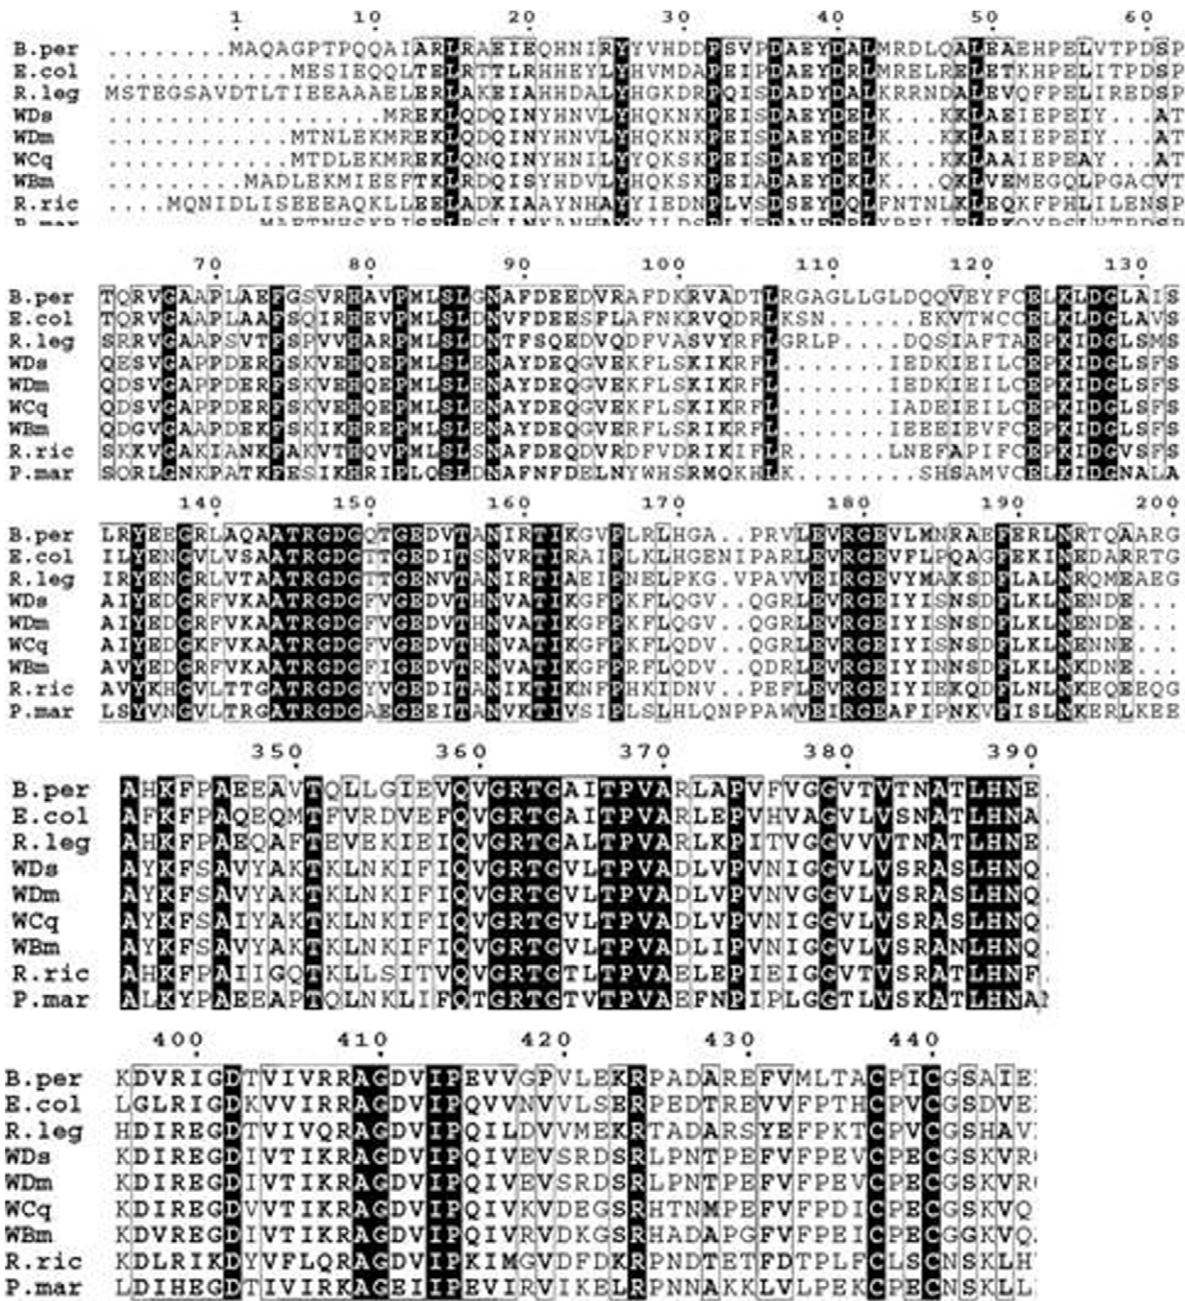 1 10 20 30 40 50 60
B.per ........MAQAGPTPQQAIARLRAEIEQHNIRYYVHDDPSVPDAEYDALMRDLQALEAEHPELVTPDSP
E.col ............MESIEQQLTELRTTLRHHEYLYHVMDAPEIPDAEYDRLMRELRELETKHPELITPDSP
R.leg MSTEGSAVDTLTIEEAAAELERLAKEIAHHDALYHGKDRPQISDADYDALKRRNDALEVQFPELIREDSP
WDs ..................MREKLQDQINYHNVLYHQKNKPEISDAEYDELK...KKLAEIEPEIY...AT
WDm ............MTNLEKMREKLQDQINYHNVLYHQKNKPEISDAEYDELK...KKLAEIEPEIY...AT
WCq ............MTDLEKMREKLQNQINYHNILYYQKSKPEISDAEYDELK...KKLAAIEPEAY...AT
WBm .........MADLEKMIEEFTKLRDQISYHDVLYHQKSKPEIADAEYDKLK...QKLVEMEGQLPGACVT
R.ric ....MQNIDLISEEEAQKLLEELADKIAAYNHAYYIEDNPLVSDSEYDQLFNTNLKLEQKFPHLILENSP
70 80 90 100 110 120 130
B.per TQRVGAAPLAEFGSVRHAVPMLSLGNAFDEEDVRAFDKRVADTLRGAGLLGLDQQVEYFCELKLDGLAIS
E.col TQRVGAAPLAAFSQIRHEVPMLSLDNVFDEESFLAFNKRVQDRLKSN......EKVTWCCELKLDGLAVS
R.leg SRRVGAAPSVTFSPVVHARPMLSLDNTFSQEDVQDFVASVYRFLGRLP.....DQSIAFTAEPKIDGLSMS
WDs QESVGAPPDERFSKVEHQEPMLSLENAYDEQGVEKFLSKIKRFL.......IEDKIEILCEPKIDGLSFS
WDm QDSVGAPPDERFSKVEHQEPMLSLENAYDEQGVEKFLSKIKRFL.......IEDKIEILCEPKIDGLSFS
WCq QDSVGAPPDERFSKVEHQEPMLSLENAYDEQGVEKFLSKIKRFL.......IADEIEILCEPKIDGLSFS
WBm QDGVGAAPDEKFSKIKHREPMLSLENAYDEQGVERFLSRIKRFL.......IEEEIEVFCEPKIDGLSFS
R.ric SKKVGAKIANKFAKVTHQVPMLSLSNAFDEQDVRDFVDRIKIFLR......LNEFAPIFCEPKIDGLSFS
P.mar SQRLGNKPATKFESIKHRIPLQSLDNAFNFDELNYWHSRMQKHLK........SHSAMVCELKIDGNALA
140 150 160 170 180 190 200
B.per LRYEEGRLAQAATRGDGQTGEDVTANIRTIKGVPLRLHGA..PRVLEVRGEVLMNRAEFERLNRTQAARG
E.col ILYENGVLVSAATRGDGTTGEDITSNVRTIRAIPLKLHGENIPARLEVRGEVFLPQAGFEKINEDARRTG
R.leg IRYENGRLVTAATRGDGTTGENVTANIRTIAEIPNELPKG.VPAVVEIRGEVYMAKSDFLALNRQMEAEG
WDs AIYEDGRFVKAATRGDGFVGEDVTHNVATIKGFPKFLQGV..QGRLEVRGEIYISNSDFLKLNENDE...
WDm AIYEDGRFVKAATRGDGFVGEDVTHNVATIKGFPKFLQGV..QGRLEVRGEIYISNSDFLKLNENDE...
WCq AIYEDGKFVKAATRGDGFVGEDVTHNVATIKGFPKFLQDV..QGRLEVRGEIYISNSDFLKLNENNE...
WBm AVYEDGRFVKAATRGDGFIGEDVTRNVATIKGFPRFLQDV..QDRLEVRGEIYINNSDFLKLNKDNE...
R.ric AVYKHGVLTTGATRGDGYVGEDITANIKTIKNFPHKIDNV..PEFLEVRGEIYIEKQDFLNLNKEQEEQG
P.mar LSYVNGVLTRGATRGDGAEGEEITANVKTIVSIPLSLHLQNPPAWVEIRGEAFIPNKVFISLNKERLKEE
350 360 370 380 390
B.per AHKFPAEEAVTQLLGIEVQVGRTGAITPVARLAPVFVGGVTVTNATLHNE
E.col AFKFPAQEQMTFVRDVEFQVGRTGAITPVARLEPVHVAGVLVSNATLHNA
R.leg AHKFPAEQAFTEVEKIEIQVGRTGALTPVARLKPITVGGVVVTNATLHNE
WDs AYKFSAVYAKTKLNKIFIQVGRTGVLTPVADLVPVNVGGVLVSRASLHNQ
WDm AYKFSAVYAKTKLNKIFIQVGRTGVLTPVADLVPVNVGGVLVSRASLHNQ
WCq AYKFSAIYAKTKLNKIFIQVGRTGVLTPVADLVPVNIGGVLVSRASLHNQ
WBm AYKFSAVYAKTKLNKIFIQVGRTGVLTPVADLIPVNIGGVLVSRANLHNQ
R.ric AHKFPAIIGQTKLLSITVQVGRTGTLTPVAELEPIEIGGVTVSRATLHNF
P.mar ALKYPAEEAPTQLNKLIFQTGRTGTVTPVAEFNPIPLGGTLVSKATLHNA
400 410 420 430 440
B.per KDVRIGDTVIVRRAGDVIPEVVGPVLEKRPADAREFVMLTACPICGSAIE
E.col LGLRIGDKVVIRRAGDVIPQVVNVVLSERPEDTREVVFPTHCPVCGSDVE
R.leg HDIREGDTVIVQRAGDVIPQILDVVMEKRTADARSYEFPKTCPVCGSHAV
WDs KDIREGDIVTIKRAGDVIPQIVEVSRDSRLPNTPEFVFPEVCPECGSKVR
WDm KDIREGDIVTIKRAGDVIPQIVEVSRDSRLPNTPEFVFPEVCPECGSKVR
WCq KDIREGDVVTIKRAGDVIPQIVKVDEGSRHTNMPEFVFPDICPECGSKVQ
WBm KDVREGDIVTIKRAGDVIPQIVRVDKGSRHADAPGFVFPEICPECGGKVQ
R.ric KDLRIKDYVFLQRAGDVIPKIMGVDFDKRPNDTETFDTPLFCLSCNSKLH
P.mar LDIHEGDTIVIRKAGEIIPEVIRVIKELRPNNAKKLVLPEKCPECNSKLL